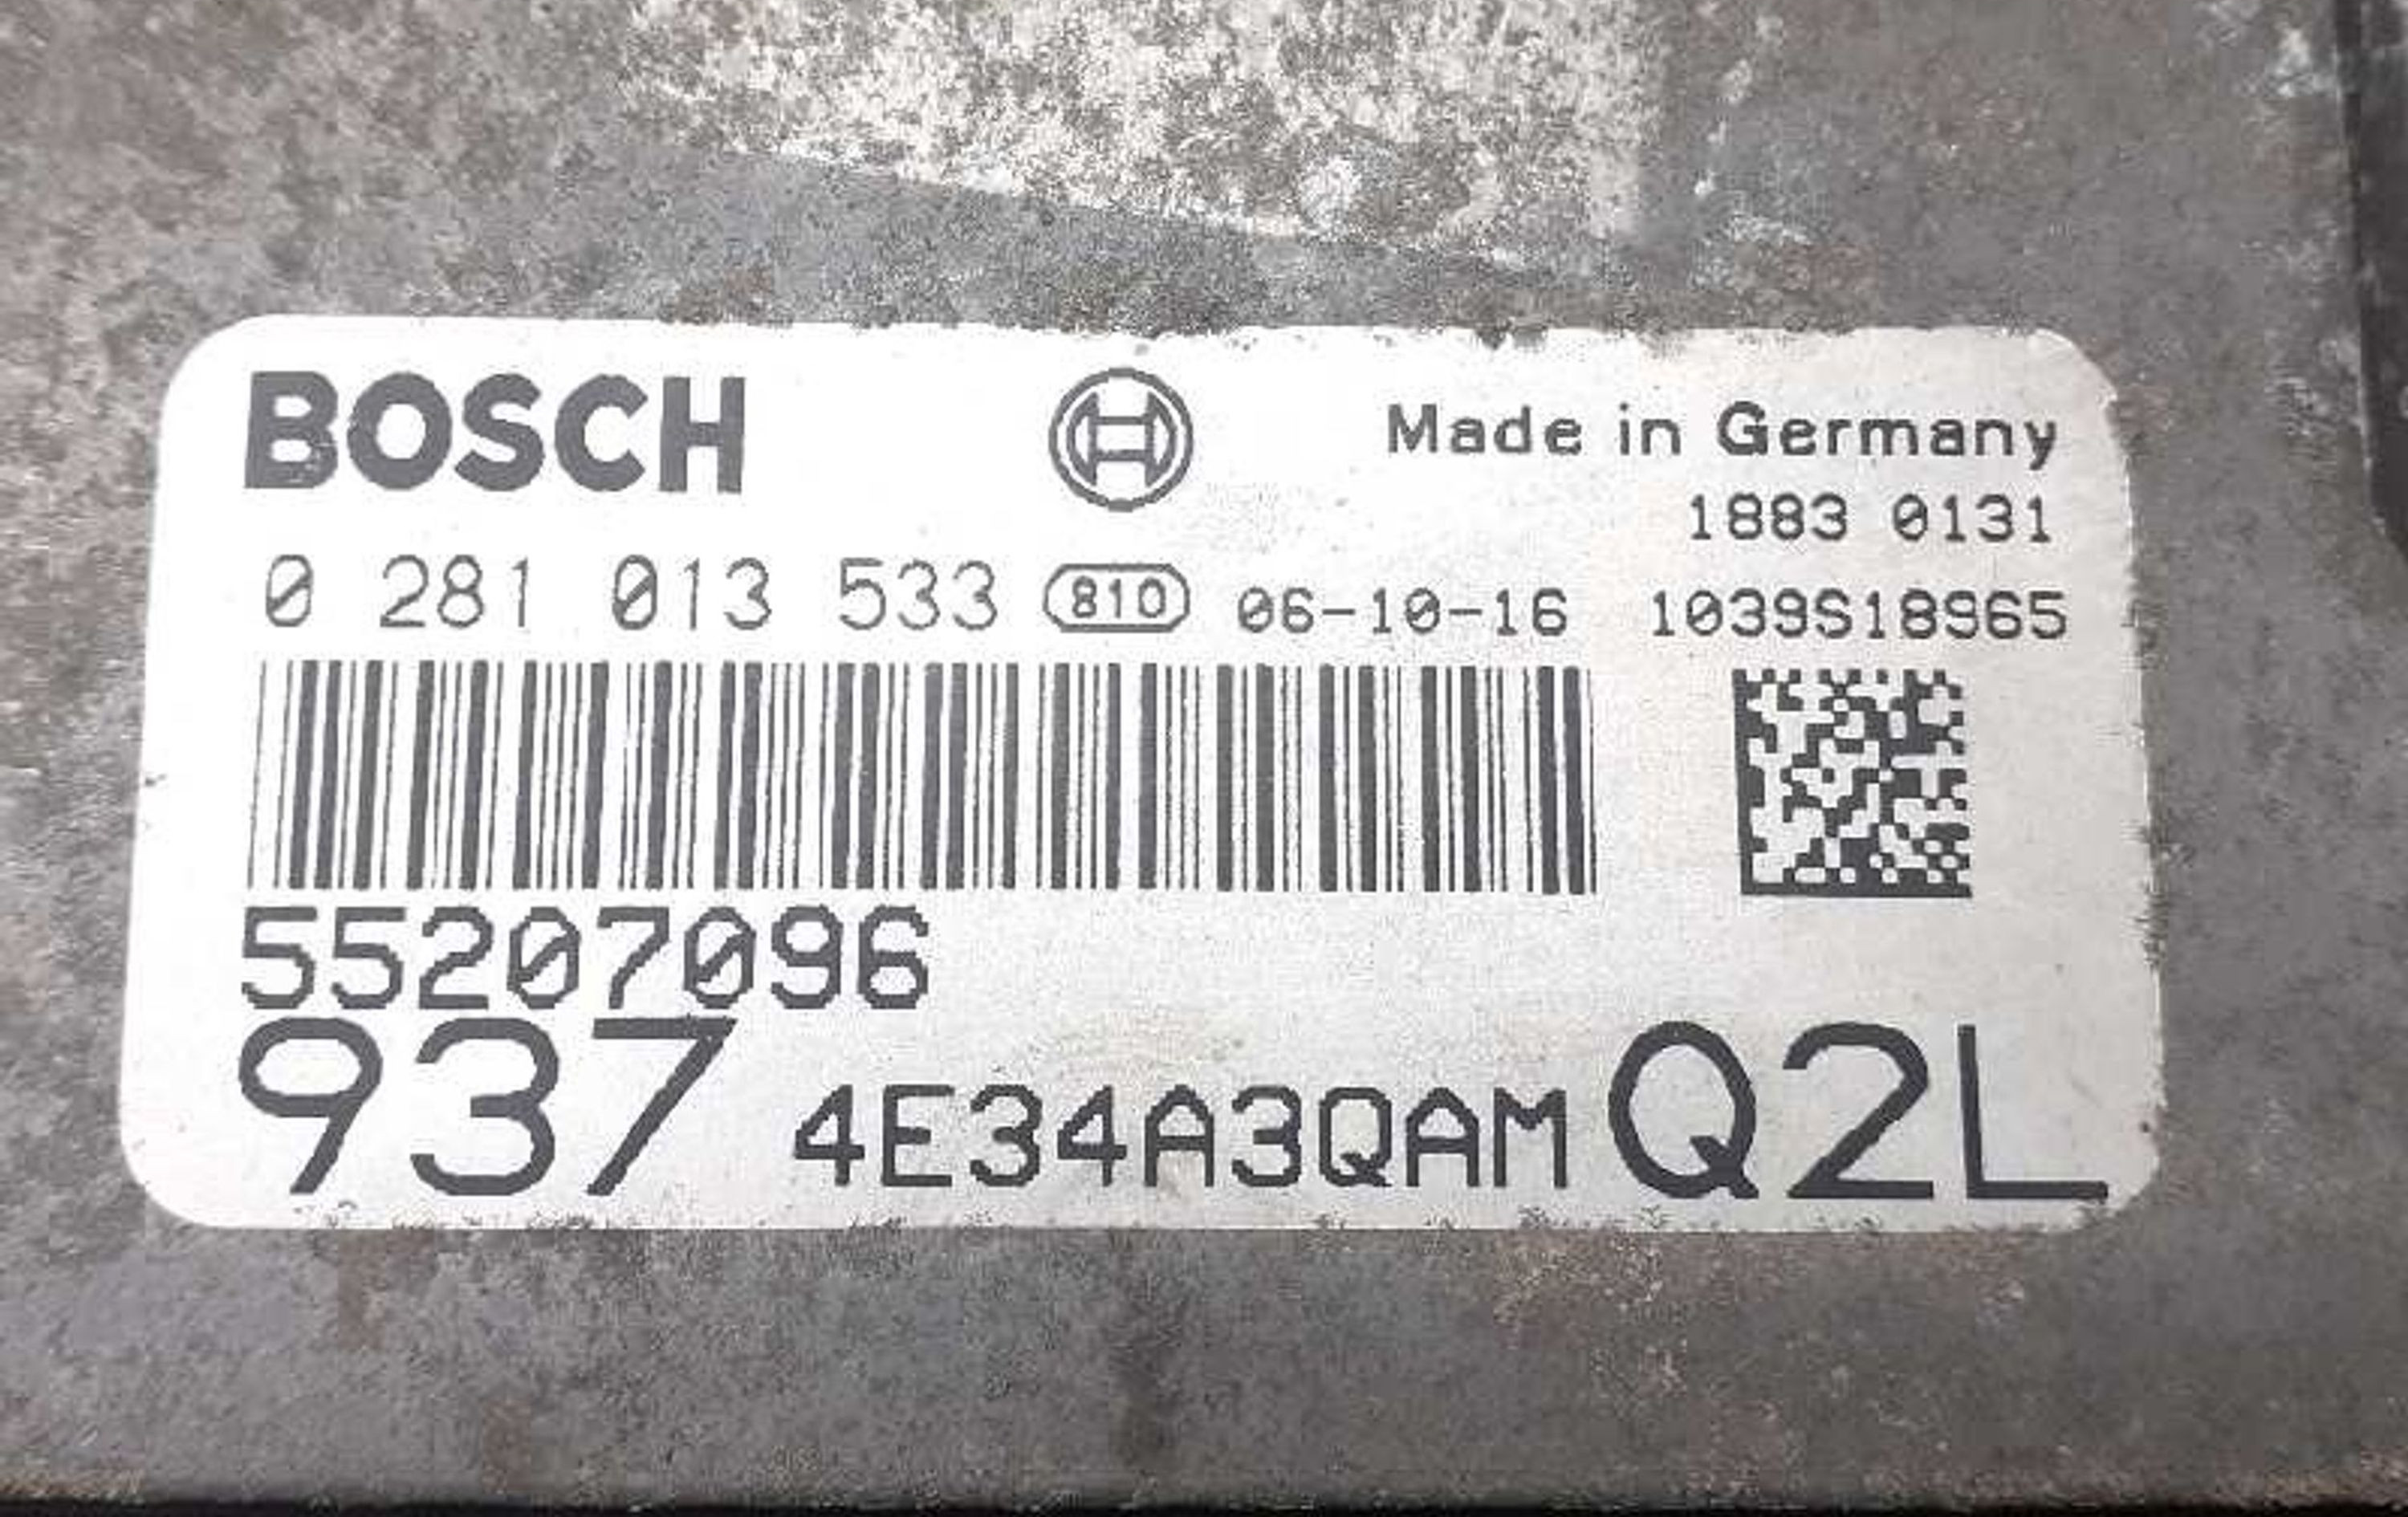 BOSCH Made in Germany
1883 0131
0 281 013 533 810 06-10-16 1039S18965
55207096
937 4E34A3QAM Q2L